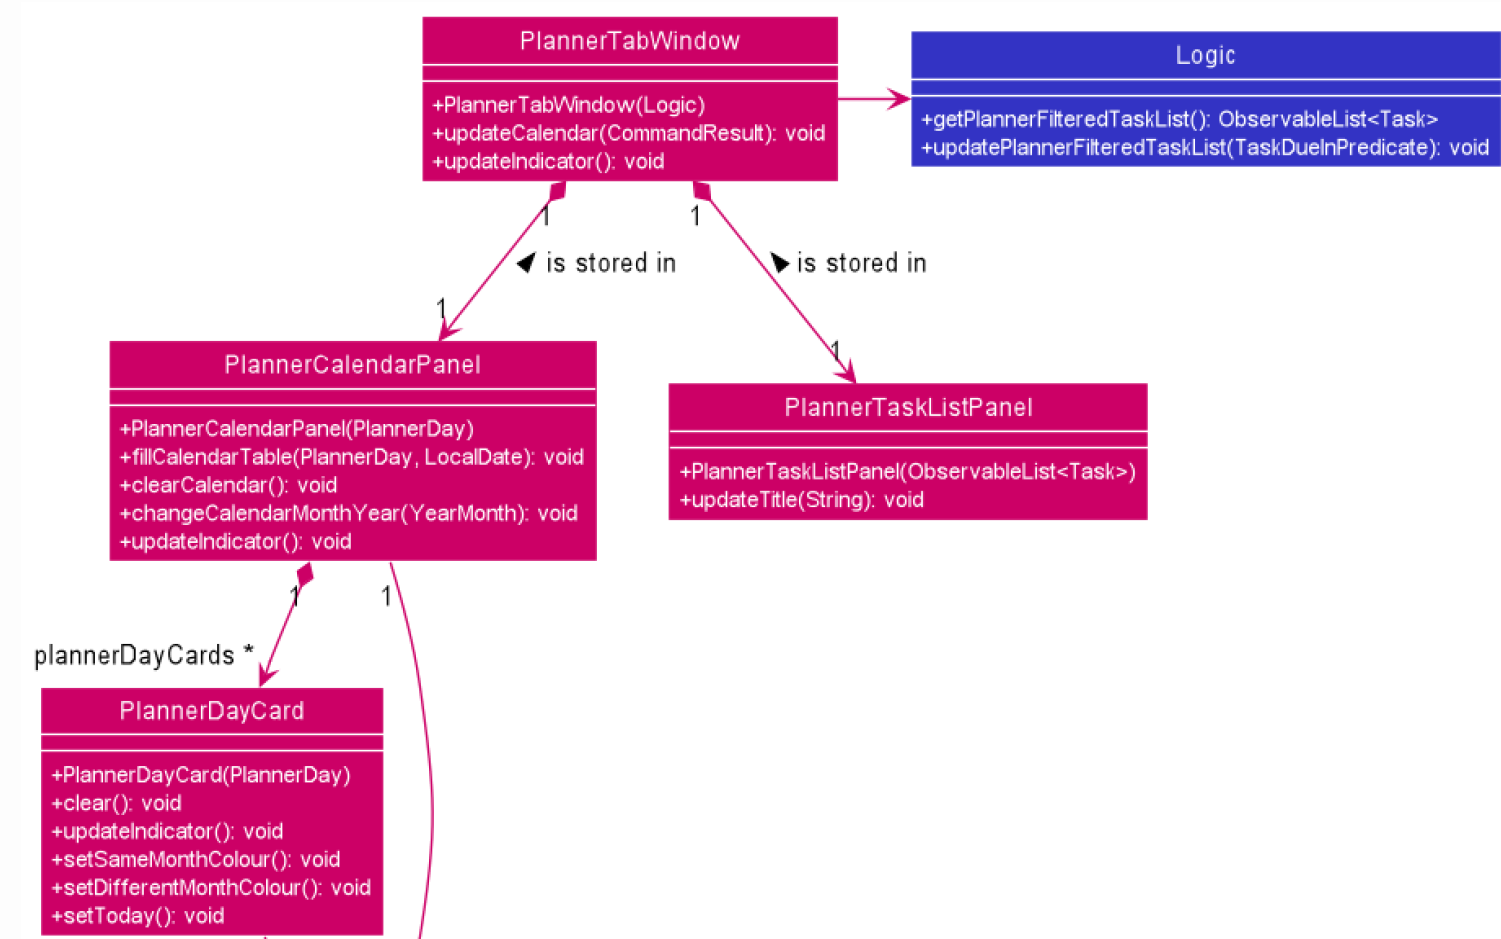 PlannerTabWindow
+PlannerTabWindow(Logic)
+updateCalendar(CommandResult): void
+updateIndicator(): void
Logic
+getPlannerFilteredTaskList(): ObservableList<Task>
+updatePlannerFilteredTaskList(TaskDueInPredicate): void
1
1
is stored in
is stored in
1
1
PlannerCalendarPanel
+PlannerCalendarPanel(PlannerDay)
+fillCalendarTable(PlannerDay, LocalDate): void
+clearCalendar(): void
+changeCalendarMonthYear(YearMonth): void
+updateIndicator(): void
PlannerTaskListPanel
+PlannerTaskListPanel(ObservableList<Task>)
+updateTitle(String): void
1
1
plannerDayCards *
PlannerDayCard
+PlannerDayCard(PlannerDay)
+clear(): void
+updateIndicator(): void
+setSameMonthColour(): void
+setDifferentMonthColour(): void
+setToday(): void